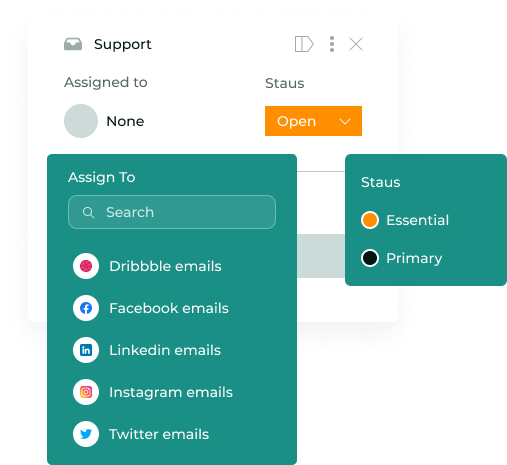 Support
Assigned to
Staus
None
Open
Assign To
Search
Dribbble emails
Facebook emails
Linkedin emails
Instagram emails
Twitter emails
Staus
Essential
Primary